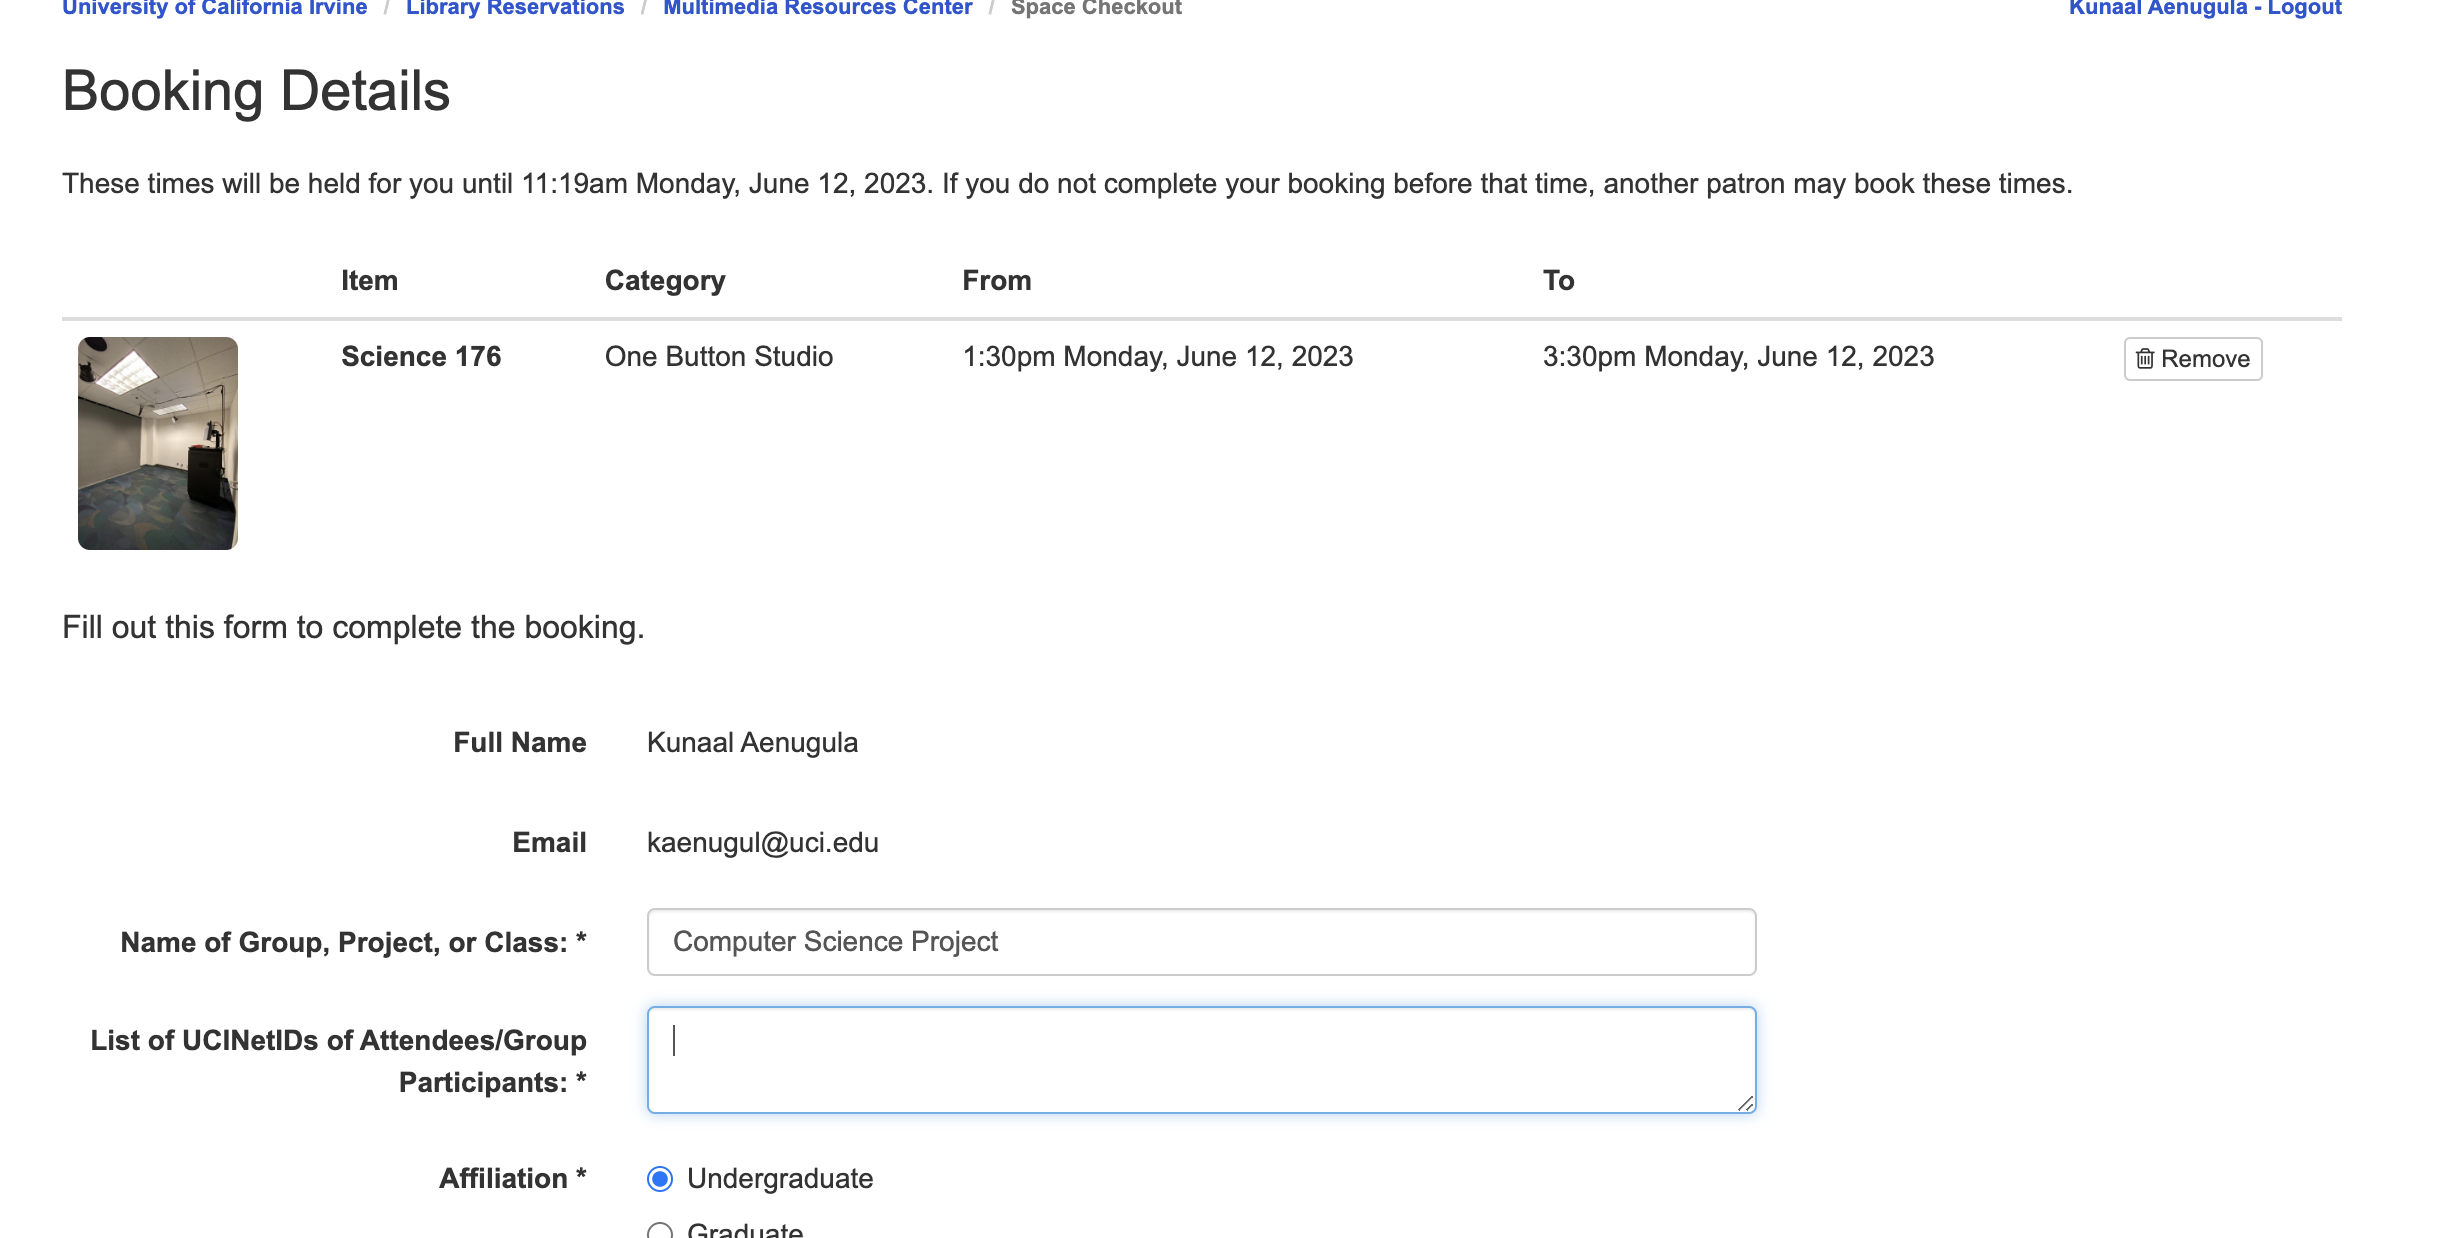 University of California Irvine / Library Reservations / Multimedia Resources Center / Space Checkout Kunaal Aenugula - Logout
Booking Details
These times will be held for you until 11:19am Monday, June 12, 2023. If you do not complete your booking before that time, another patron may book these times.
Item Category From To
Science 176 One Button Studio 1:30pm Monday, June 12, 2023 3:30pm Monday, June 12, 2023 Remove
Fill out this form to complete the booking.
Full Name Kunaal Aenugula
Email kaenugul@uci.edu
Name of Group, Project, or Class: * Computer Science Project
List of UCINetIDs of Attendees/Group
Participants: *
Affiliation * Undergraduate
Graduate